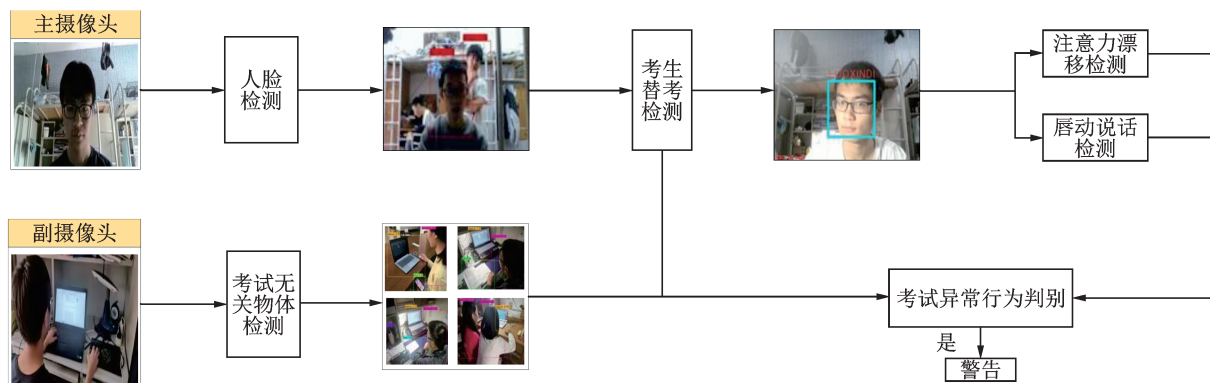 主摄像头
人脸
检测
考生
替考
检测
注意力漂
移检测
唇动说话
检测
副摄像头
考试无
关物体
检测
考试异常行为判别
是
警告